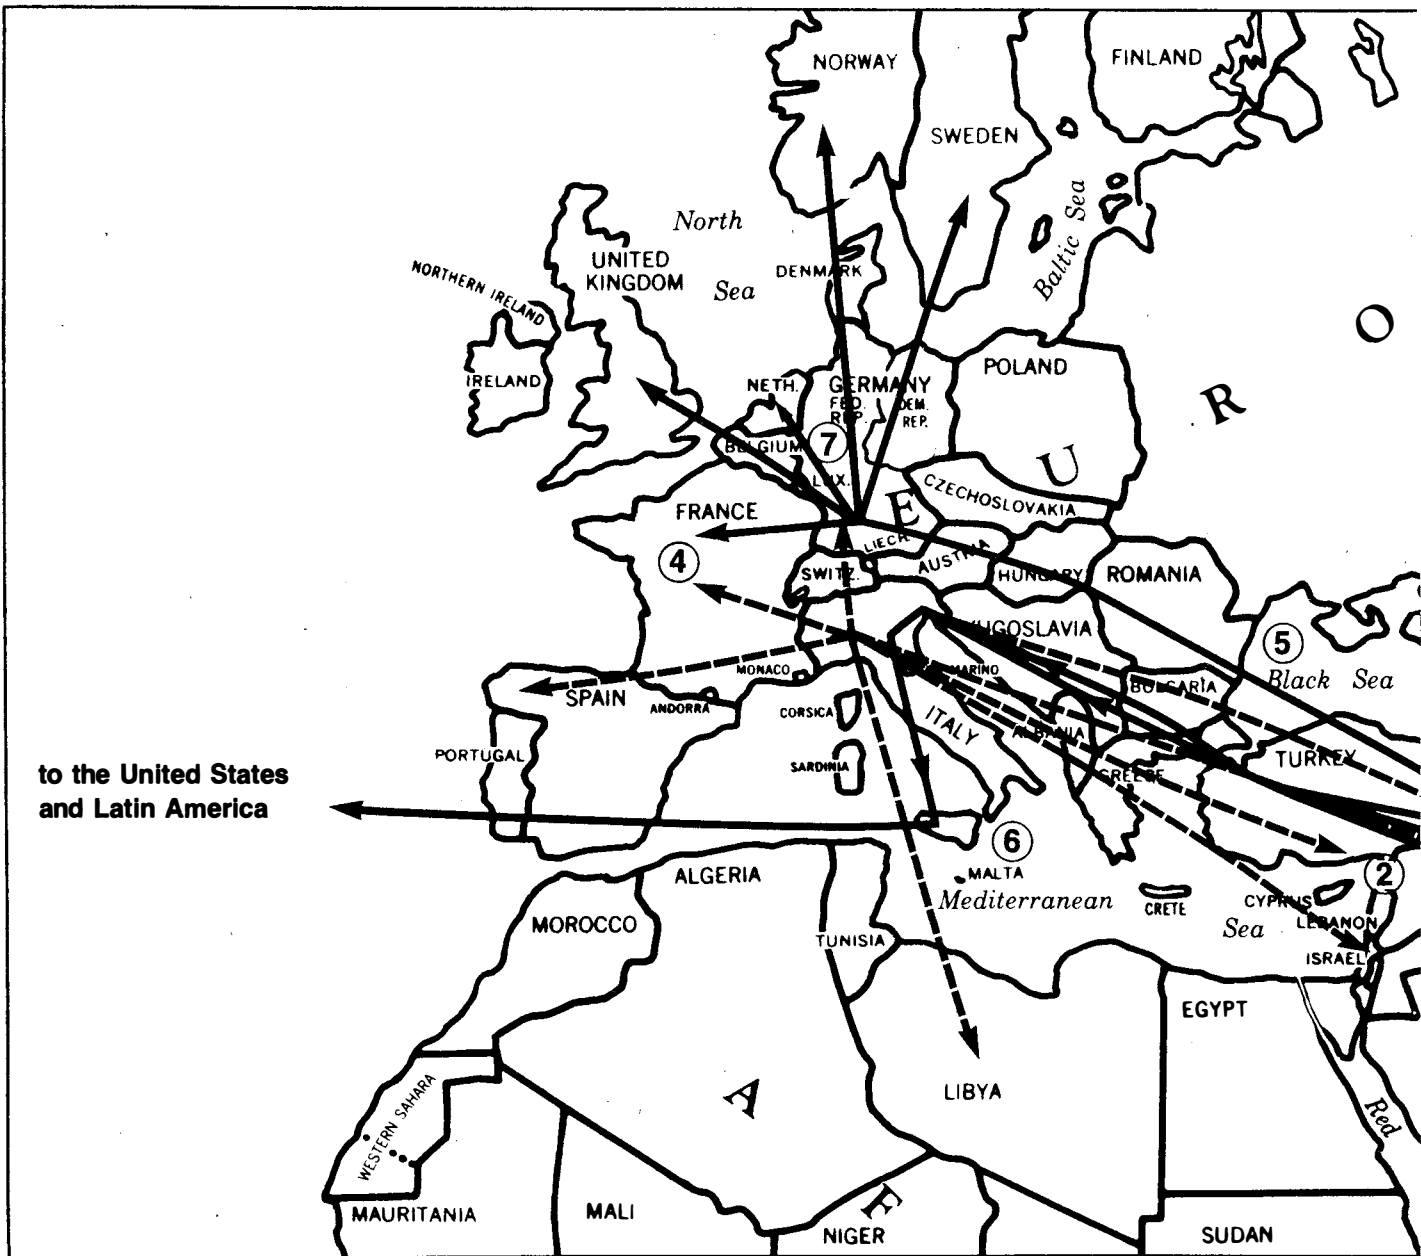 NORWAY
FINLAND
SWEDEN
North
Sea
Baltic Sea
UNITED
KINGDOM
DENMARK
NORTHERN IRELAND
IRELAND
O
R
U
E
NETH.
GERMANY
FED.
REP.
DEM.
REP.
POLAND
BELGIUM
7
LUX.
CZECHOSLOVAKIA
FRANCE
4
LIECH
AUSTRIA
SWITZ.
HUNGARY
ROMANIA
YUGOSLAVIA
5
Black Sea
MONACO
MARINO
BULGARIA
SPAIN
ANDORRA
CORSICA
ITALY
ALBANIA
PORTUGAL
SARDINIA
GREECE
TURKEY
to the United States
and Latin America
6
2
ALGERIA
MALTA
Mediterranean
Sea
CRETE
CYPRUS
LEBANON
MOROCCO
TUNISIA
ISRAEL
EGYPT
LIBYA
A
F
WESTERN SAHARA
Red
MAURITANIA
MALI
NIGER
SUDAN